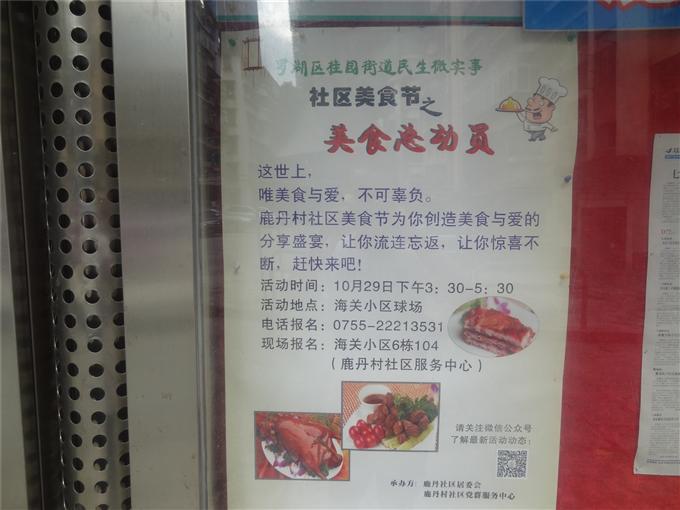 罗湖区桂园街道民生微实事
社区美食节之
美食总动员
这世上，
唯美食与爱，不可辜负。
鹿丹村社区美食节为你创造美食与爱的
分享盛宴，让你流连忘返，让你惊喜不
断，赶快来吧！
活动时间：10月29日下午3：30-5：30
活动地点：海关小区球场
电话报名：0755-22213531
现场报名：海关小区6栋104
（鹿丹村社区服务中心）
请关注微信公众号
了解最新活动动态：
承办方：鹿丹社区居委会
鹿丹村社区党群服务中心